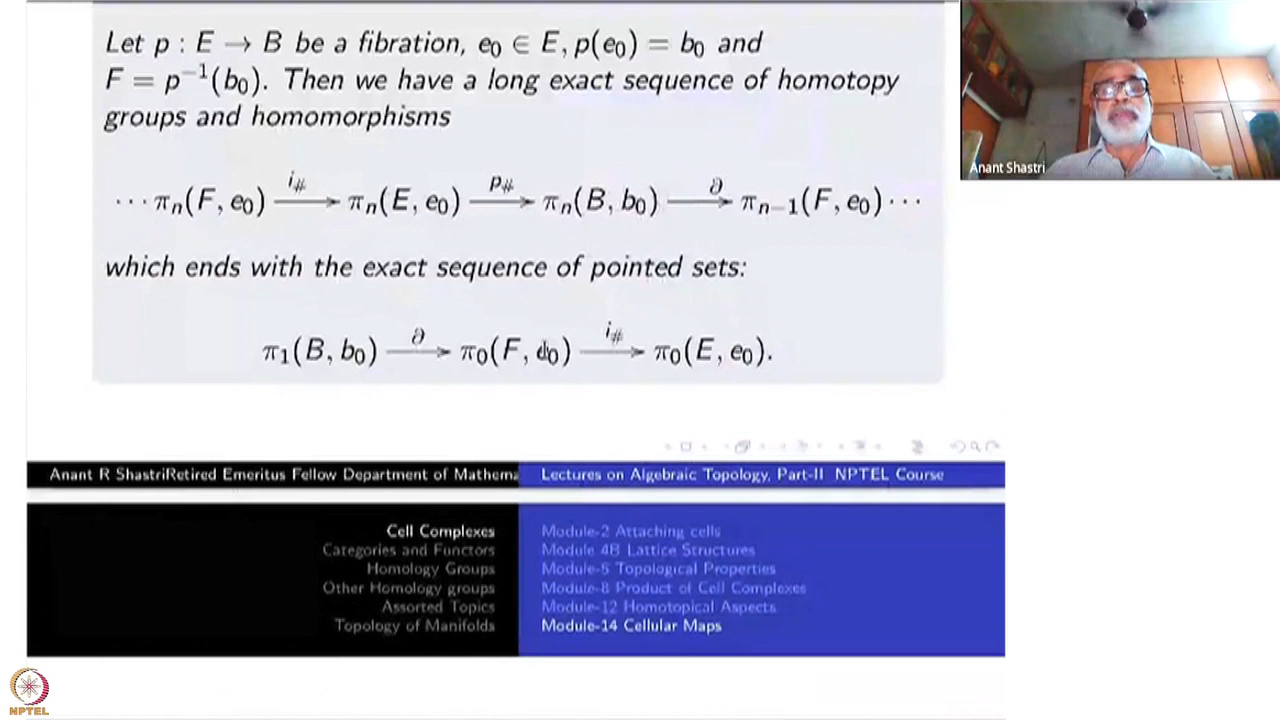 Let p : E → B be a fibration, e₀ ∈ E, p(e₀) = b₀ and
F = p⁻¹(b₀). Then we have a long exact sequence of homotopy
groups and homomorphisms
··· πₙ(F, e₀) —i_#→ πₙ(E, e₀) —p_#→ πₙ(B, b₀) —∂→ πₙ₋₁(F, e₀) ···
which ends with the exact sequence of pointed sets:
π₁(B, b₀) —∂→ π₀(F, e₀) —i_#→ π₀(E, e₀).
Anant Shastri
Anant R ShastriRetired Emeritus Fellow Department of Mathema
Lectures on Algebraic Topology, Part-II NPTEL Course
Cell Complexes
Categories and Functors
Homology Groups
Other Homology groups
Assorted Topics
Topology of Manifolds
Module-2 Attaching cells
Module 4B Lattice Structures
Module-5 Topological Properties
Module-8 Product of Cell Complexes
Module-12 Homotopical Aspects
Module-14 Cellular Maps
NPTEL